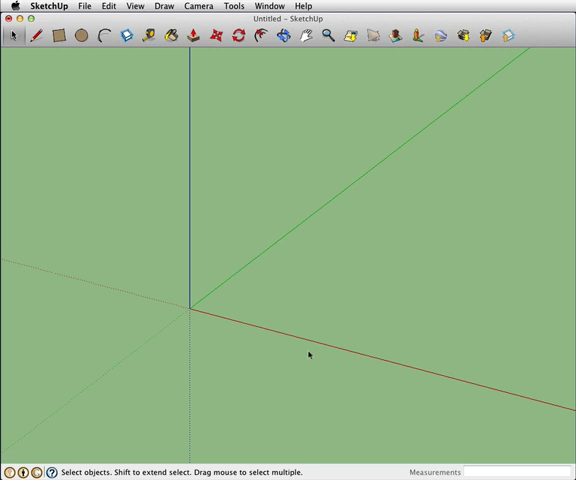 SketchUp File Edit View Draw Camera Tools Window Help
Untitled – SketchUp
Select objects. Shift to extend select. Drag mouse to select multiple. Measurements